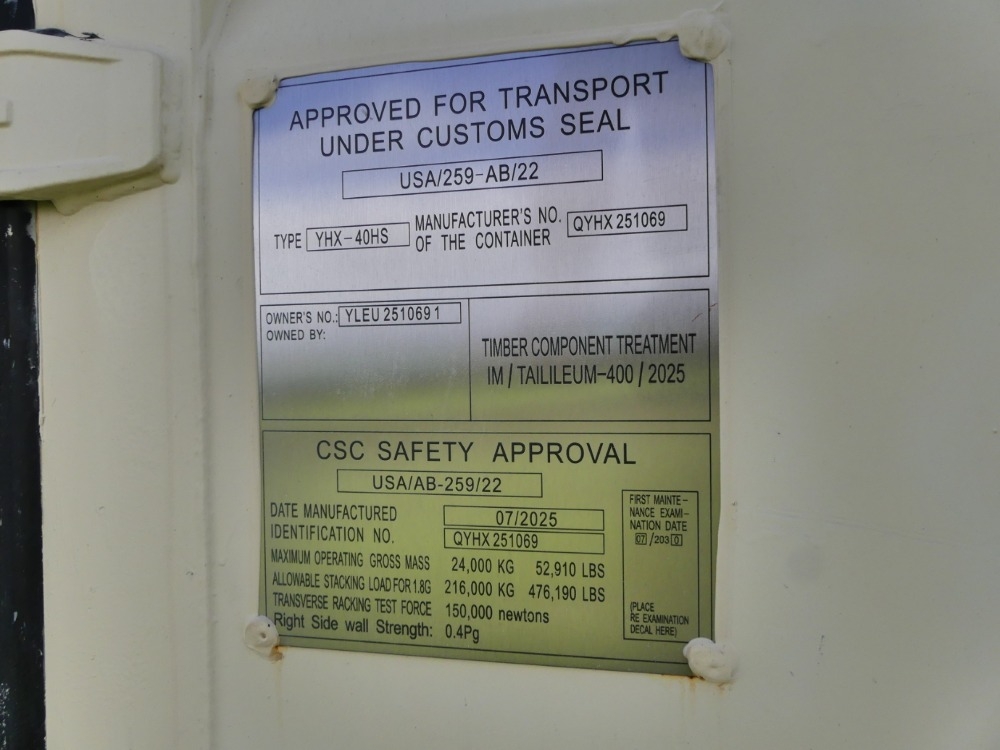 APPROVED FOR TRANSPORT
UNDER CUSTOMS SEAL
USA/259-AB/22
TYPE YHX-40HS MANUFACTURER'S NO. OF THE CONTAINER QYHX 251069
OWNER'S NO.: YLEU 251069 1
OWNED BY:
TIMBER COMPONENT TREATMENT
IM / TAILILEUM-400 / 2025
CSC SAFETY APPROVAL
USA/AB-259/22
DATE MANUFACTURED 07/2025
IDENTIFICATION NO. QYHX 251069
MAXIMUM OPERATING GROSS MASS 24,000 KG 52,910 LBS
ALLOWABLE STACKING LOAD FOR 1.8G 216,000 KG 476,190 LBS
TRANSVERSE RACKING TEST FORCE 150,000 newtons
Right Side wall Strength: 0.4Pg
FIRST MAINTE-
NANCE EXAMI-
NATION DATE
07 /2030
(PLACE
RE EXAMINATION
DECAL HERE)